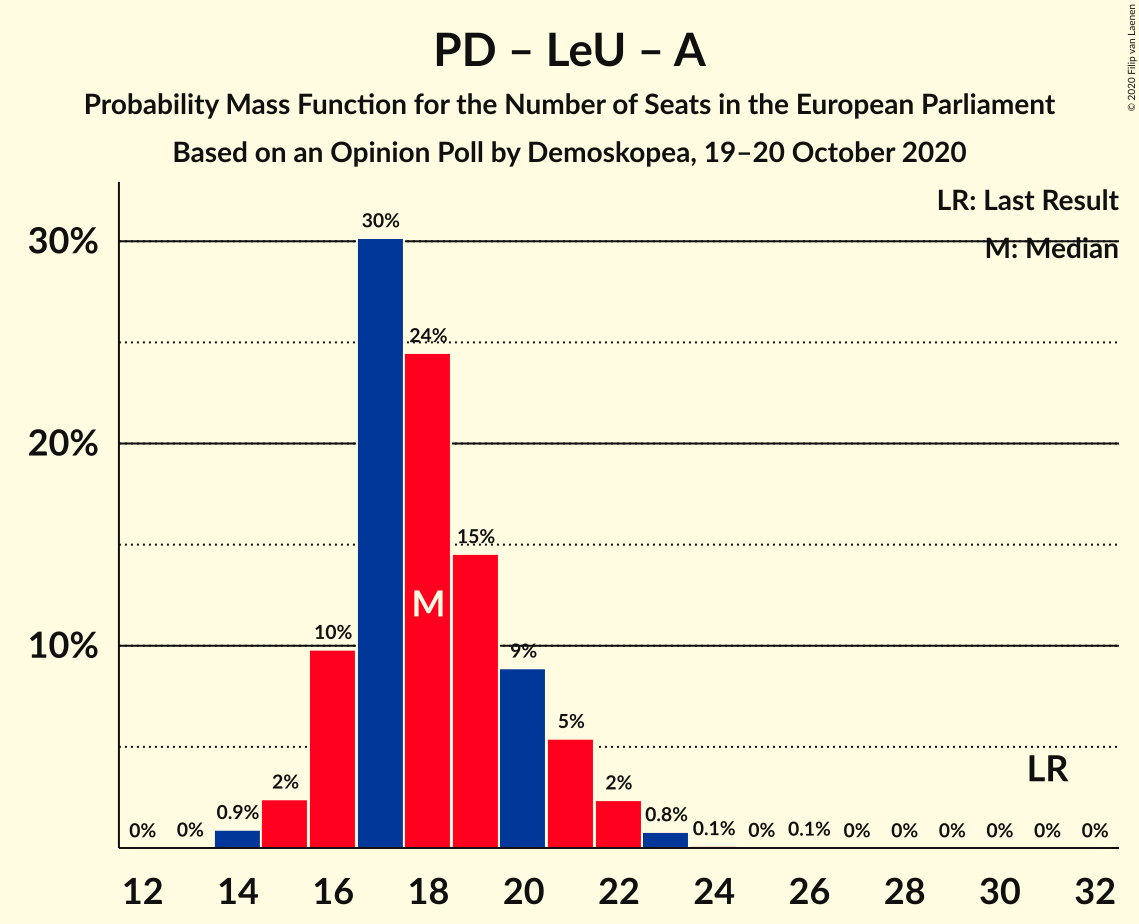 PD – LeU – A
Probability Mass Function for the Number of Seats in the European Parliament
Based on an Opinion Poll by Demoskopea, 19–20 October 2020
© 2020 Filip van Laenen
LR: Last Result
M: Median
30%
20%
10%
0%
0%
0.9%
2%
10%
30%
24%
15%
9%
5%
2%
0.8%
0.1%
0%
0.1%
0%
0%
0%
0%
0%
0%
M
LR
12 14 16 18 20 22 24 26 28 30 32